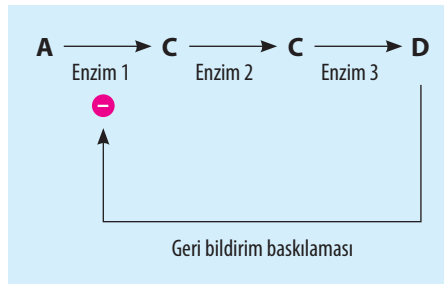 A C C D
Enzim 1 Enzim 2 Enzim 3
−
Geri bildirim baskılaması